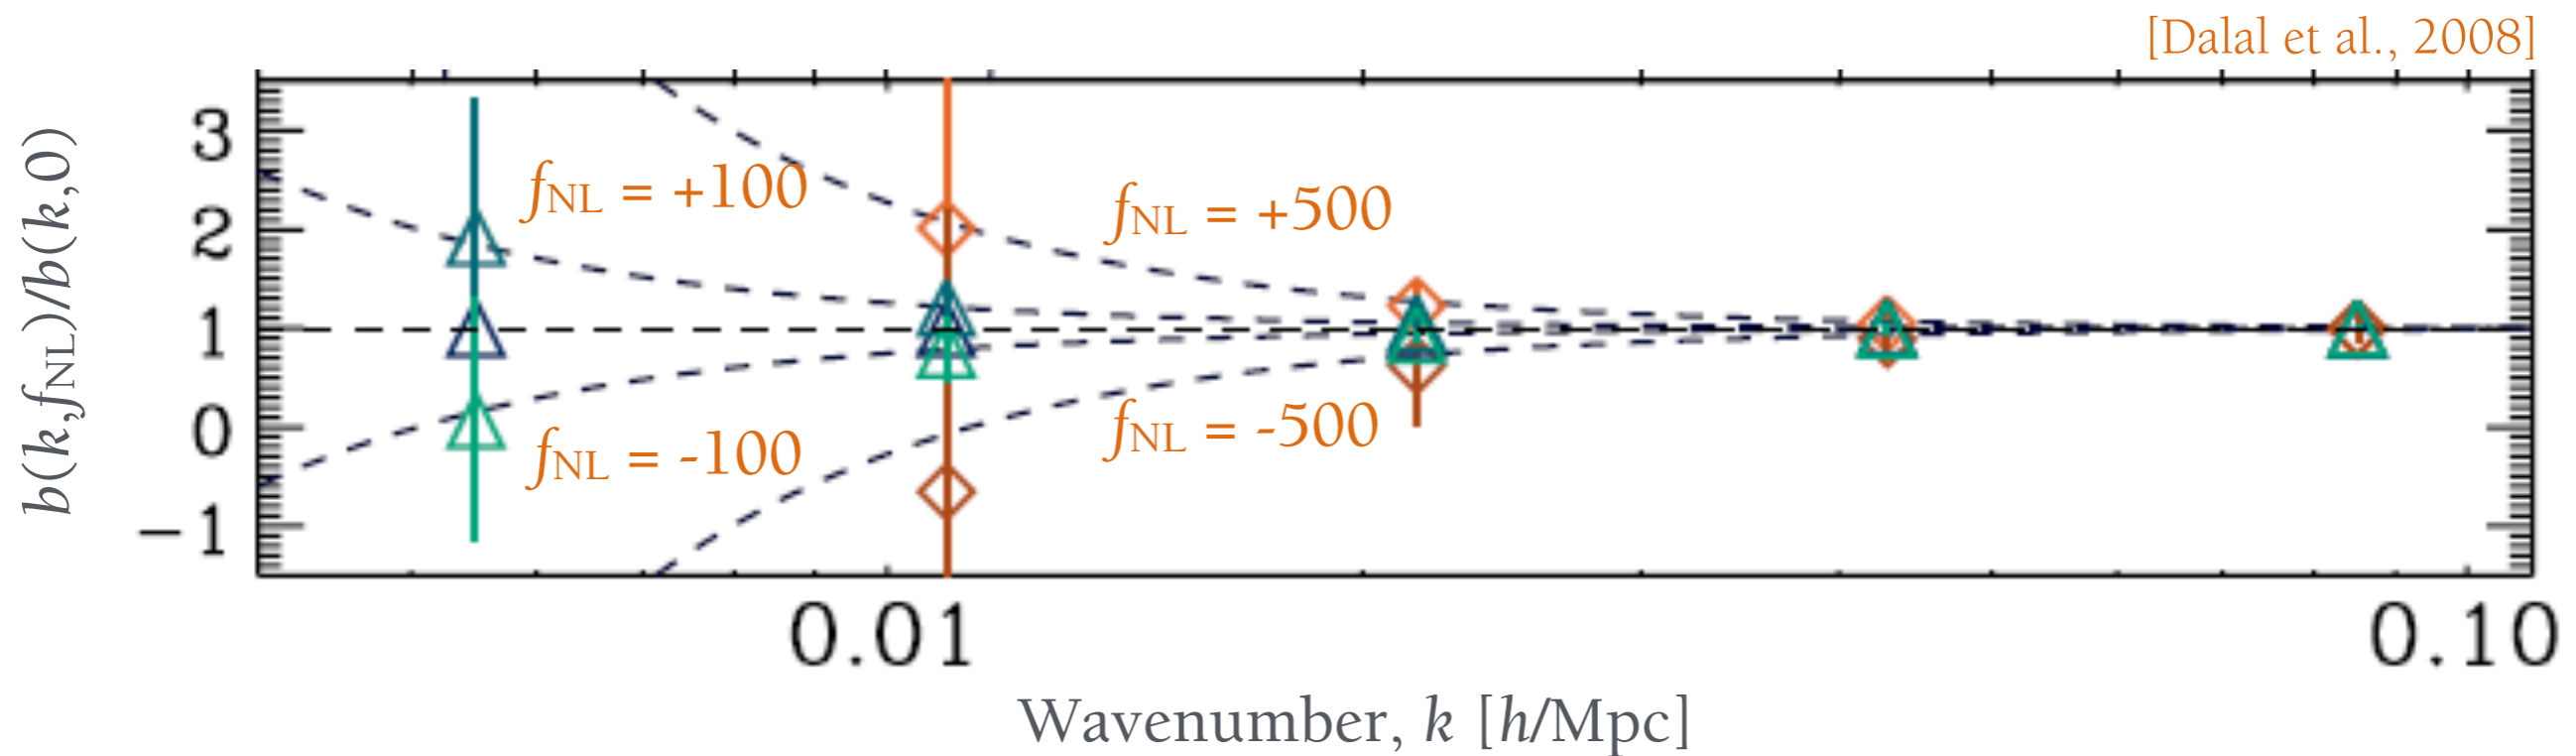 [Dalal et al., 2008]
b(k,fNL)/b(k,0)
3
2
1
0
−1
fNL = +100
fNL = +500
fNL = -100
fNL = -500
0.01
0.10
Wavenumber, k [h/Mpc]